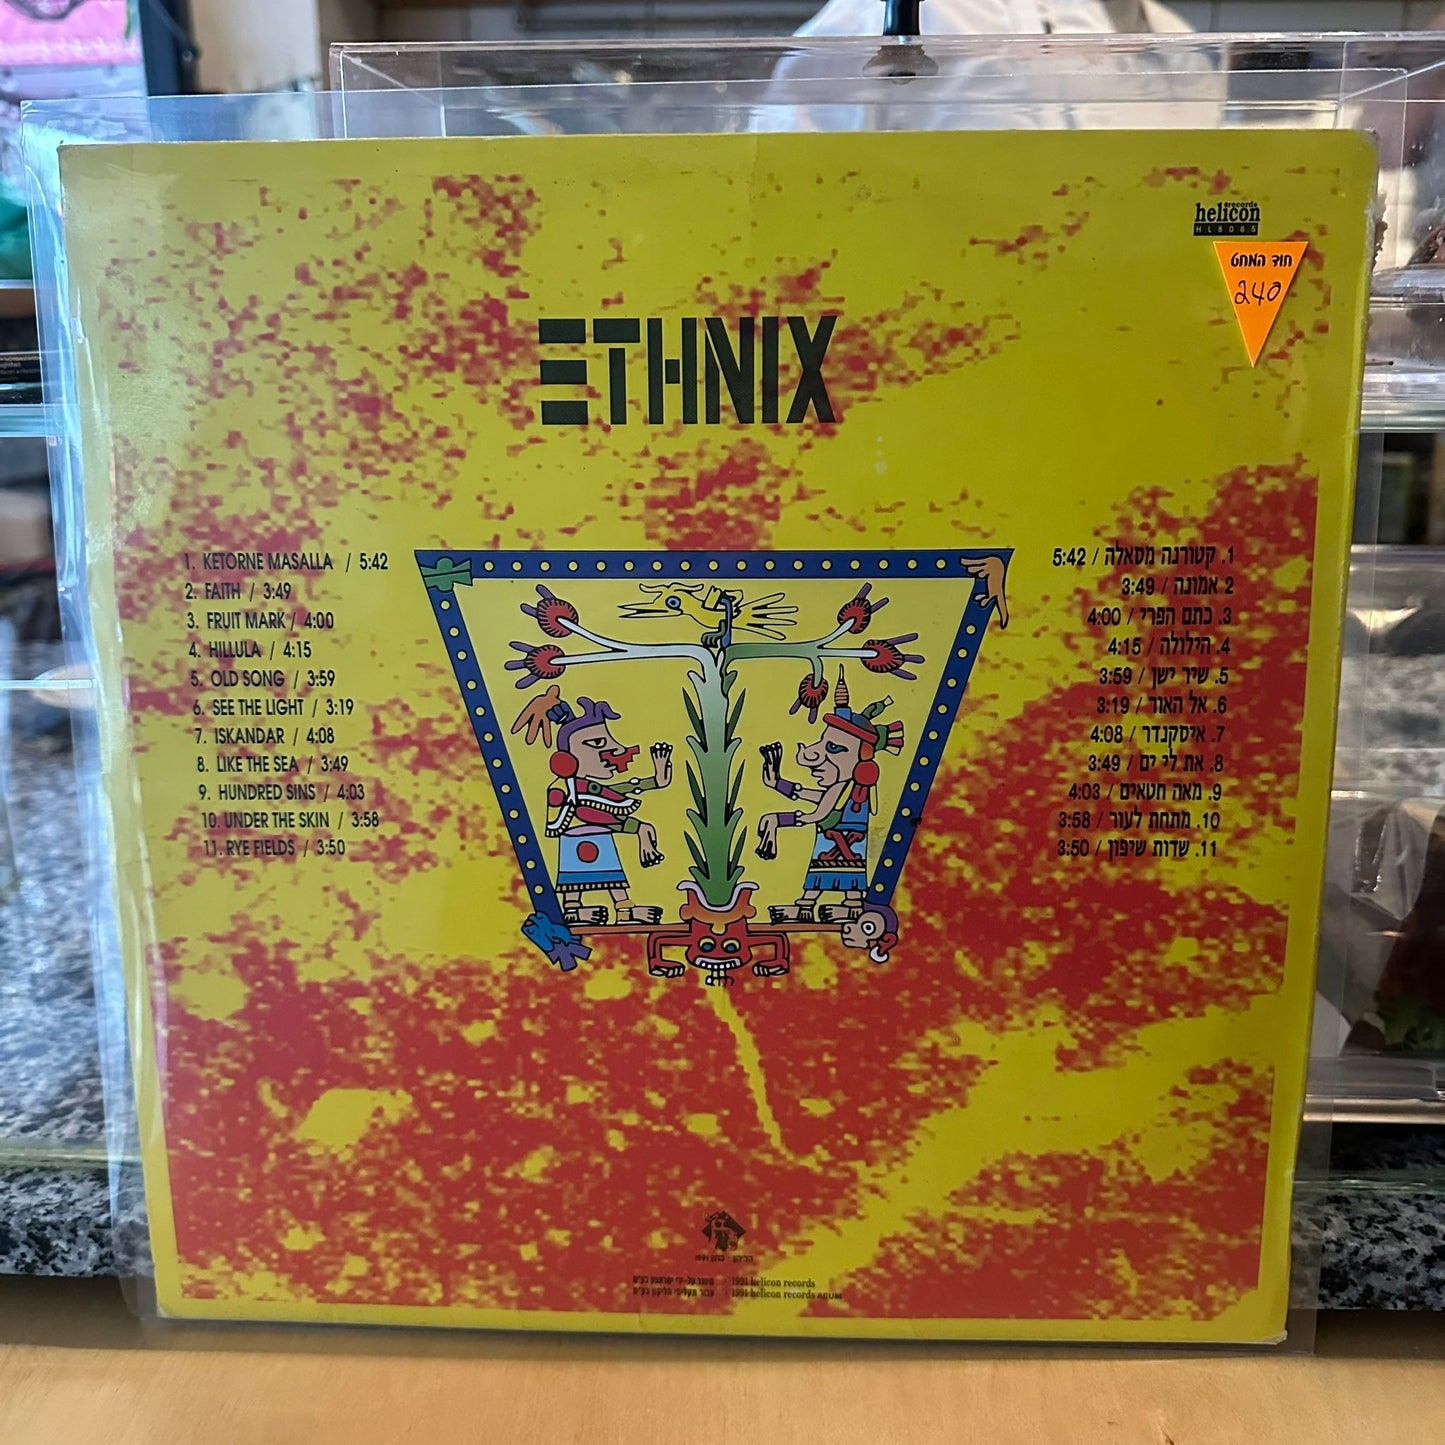 records
helicon
HL8085
חוד המחט
240
ETHNIX
1. KETORNE MASALLA / 5:42
2. FAITH / 3:49
3. FRUIT MARK / 4:00
4. HILLULA / 4:15
5. OLD SONG / 3:59
6. SEE THE LIGHT / 3:19
7. ISKANDAR / 4:08
8. LIKE THE SEA / 3:49
9. HUNDRED SINS / 4:03
10. UNDER THE SKIN / 3:58
11. RYE FIELDS / 3:50
1. קטורנה מסאלה / 5:42
2 אמונה / 3:49
3. כתם הפרי / 4:00
4. הילולה / 4:15
5. שיר ישן / 3:59
6. אל האור / 3:19
7. איסקנדר / 4:08
8. את לי ים / 3:49
9. מאה חטאים / 4:03
10. מתחת לעור / 3:58
11. שדות שיפון / 3:50
1991
1991 helicon records
1991 helicon records ACUM